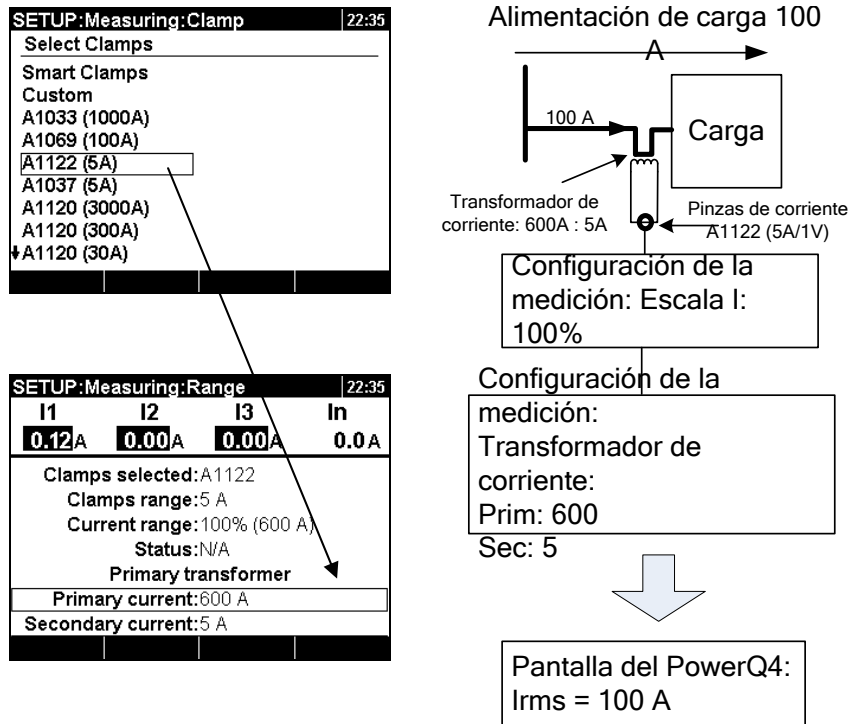 SETUP:Measuring:Clamp 22:35
Select Clamps
Smart Clamps
Custom
A1033 (1000A)
A1069 (100A)
A1122 (5A)
A1037 (5A)
A1120 (3000A)
A1120 (300A)
A1120 (30A)
SETUP:Measuring:Range 22:35
I1 I2 I3 In
0.12A 0.00A 0.00A 0.0A
Clamps selected:A1122
Clamps range:5 A
Current range:100% (600 A)
Status:N/A
Primary transformer
Primary current:600 A
Secondary current:5 A
Alimentación de carga 100
A
100 A
Carga
Transformador de
corriente: 600A : 5A
Pinzas de corriente
A1122 (5A/1V)
Configuración de la
medición: Escala I:
100%
Configuración de la
medición:
Transformador de
corriente:
Prim: 600
Sec: 5
Pantalla del PowerQ4:
Irms = 100 A